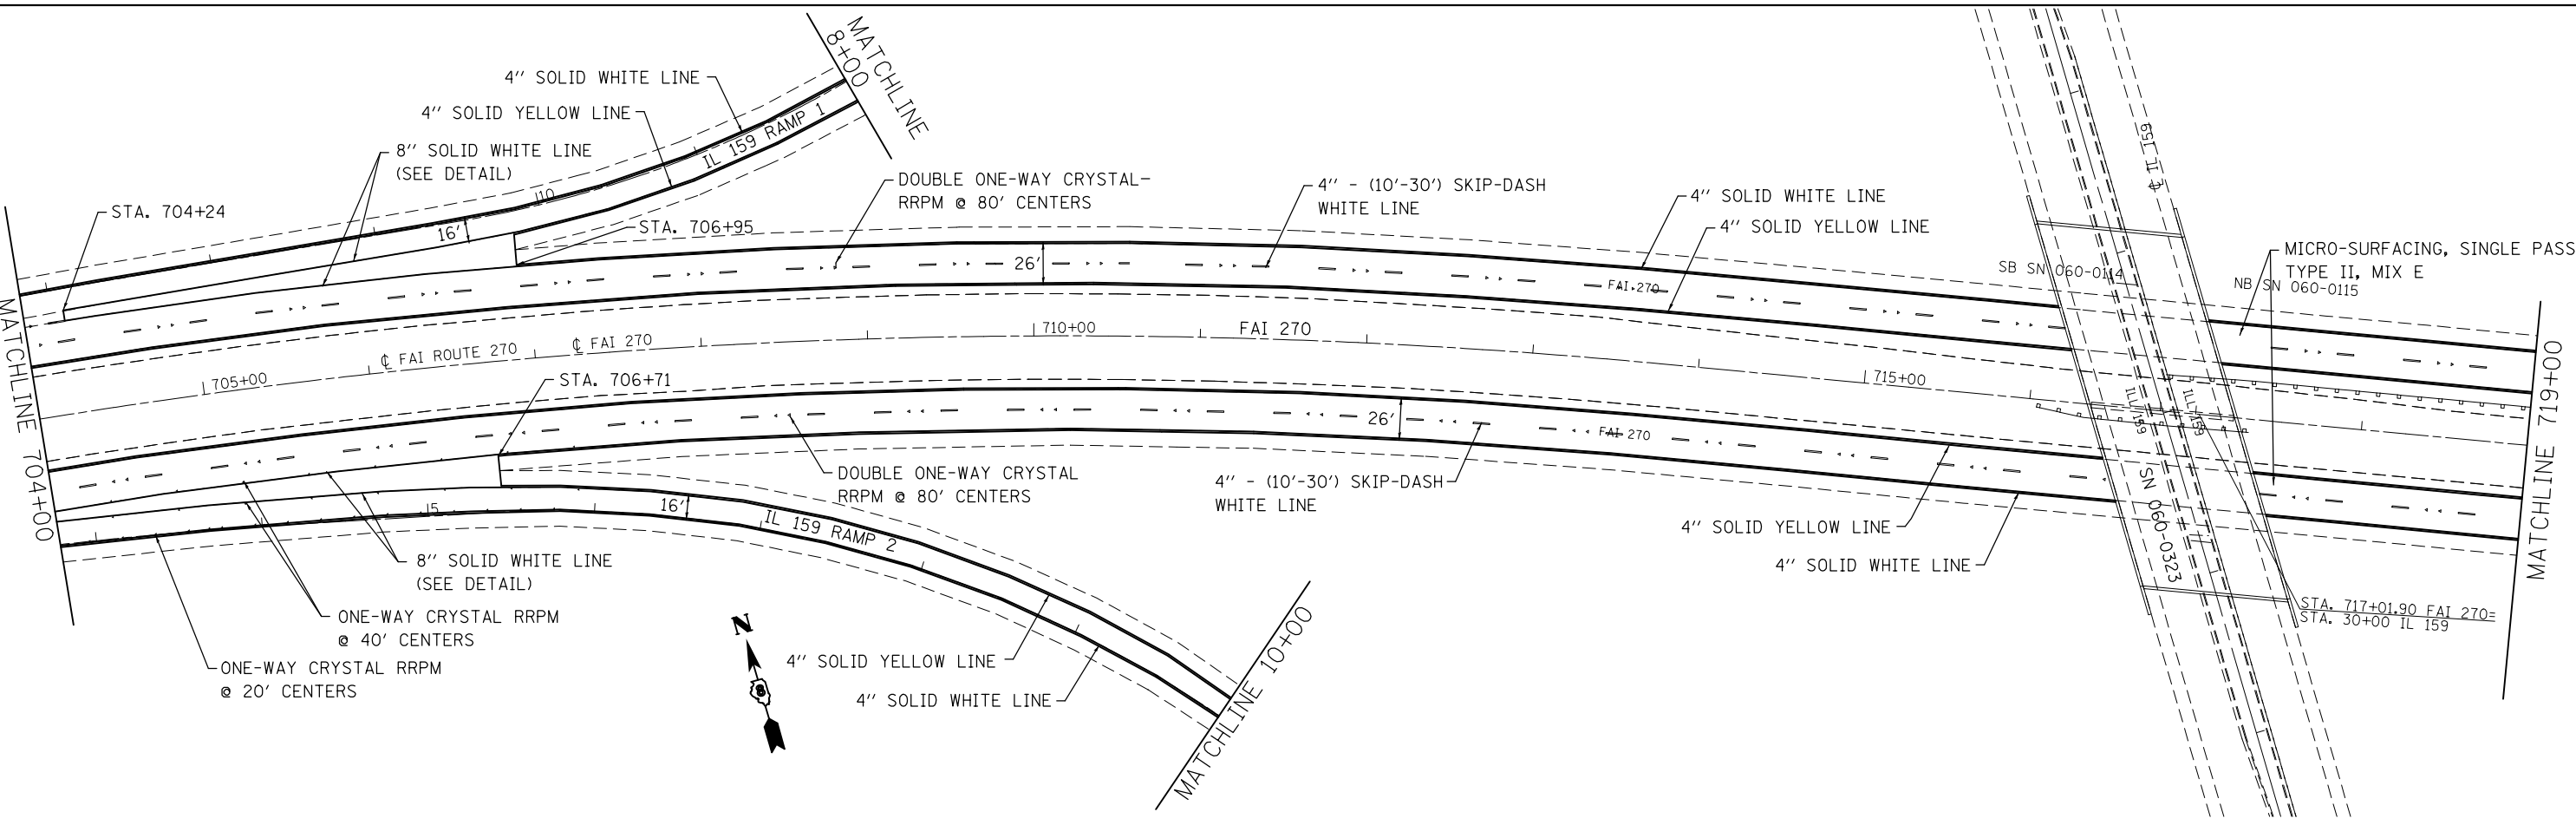 MATCHLINE
8+00
4'' SOLID WHITE LINE
4'' SOLID YELLOW LINE
IL 159 RAMP 1
8'' SOLID WHITE LINE
(SEE DETAIL)
DOUBLE ONE-WAY CRYSTAL-
RRPM @ 80' CENTERS
4'' - (10'-30') SKIP-DASH
WHITE LINE
4'' SOLID WHITE LINE
4'' SOLID YELLOW LINE
℄ IL 159
STA. 704+24
10
16'
STA. 706+95
26'
MICRO-SURFACING, SINGLE PASS
TYPE II, MIX E
SB SN 060-0114
NB SN 060-0115
FAI 270
MATCHLINE 704+00
710+00
FAI 270
℄ FAI ROUTE 270
℄ FAI 270
705+00
STA. 706+71
715+00
ILL 159
ILL 159
MATCHLINE 719+00
26'
FAI 270
DOUBLE ONE-WAY CRYSTAL
RRPM @ 80' CENTERS
4'' - (10'-30') SKIP-DASH
WHITE LINE
SN 060-0323
5
16'
IL 159 RAMP 2
4'' SOLID YELLOW LINE
4'' SOLID WHITE LINE
8'' SOLID WHITE LINE
(SEE DETAIL)
ONE-WAY CRYSTAL RRPM
@ 40' CENTERS
ONE-WAY CRYSTAL RRPM
@ 20' CENTERS
STA. 717+01.90 FAI 270=
STA. 30+00 IL 159
N
8
4'' SOLID YELLOW LINE
4'' SOLID WHITE LINE
MATCHLINE 10+00